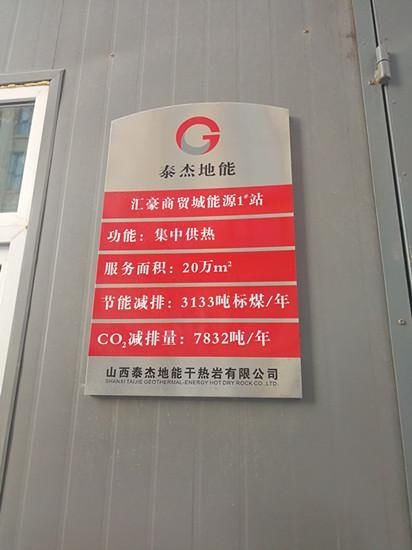 泰杰地能
汇豪商贸城能源1#站
功能：集中供热
服务面积：20万m²
节能减排：3133吨标煤/年
CO₂减排量：7832吨/年
山西泰杰地能干热岩有限公司
SHANXI TAIJIE GEOTHERMAL-ENERGY HOT DRY ROCK CO.,LTD.